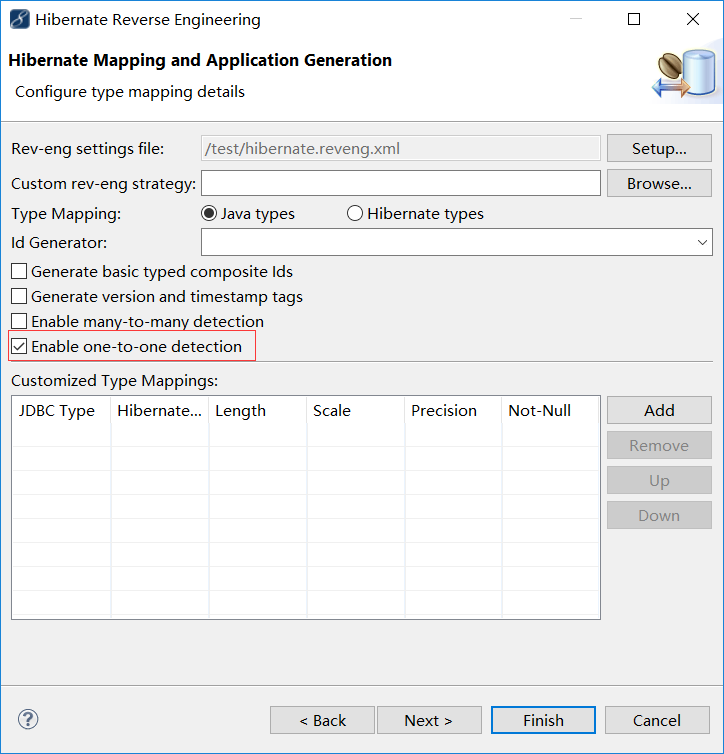 Hibernate Reverse Engineering
Hibernate Mapping and Application Generation
Configure type mapping details
Rev-eng settings file: /test/hibernate.reveng.xml Setup...
Custom rev-eng strategy: Browse...
Type Mapping: Java types Hibernate types
Id Generator:
Generate basic typed composite Ids
Generate version and timestamp tags
Enable many-to-many detection
Enable one-to-one detection
Customized Type Mappings:
JDBC Type Hibernate... Length Scale Precision Not-Null Add
Remove
Up
Down
? < Back Next > Finish Cancel